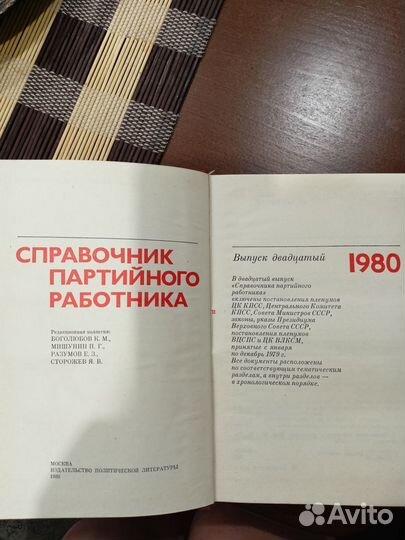 СПРАВОЧНИК
ПАРТИЙНОГО
РАБОТНИКА
Редакционная коллегия:
БОГОЛЮБОВ К. М.,
МИШУНИН П. Г.,
РАЗУМОВ Е. З.,
СТОРОЖЕВ Я. В.
МОСКВА
ИЗДАТЕЛЬСТВО ПОЛИТИЧЕСКОЙ ЛИТЕРАТУРЫ
1980
Выпуск двадцатый
1980
В двадцатый выпуск
«Справочника партийного
работника»
включены постановления пленумов
ЦК КПСС, Центрального Комитета
КПСС, Совета Министров СССР,
законы, указы Президиума
Верховного Совета СССР,
постановления пленумов
ВЦСПС и ЦК ВЛКСМ,
принятые с января
по декабрь 1979 г.
Все документы расположены
по соответствующим тематическим
разделам, а внутри разделов —
в хронологическом порядке.
Avito